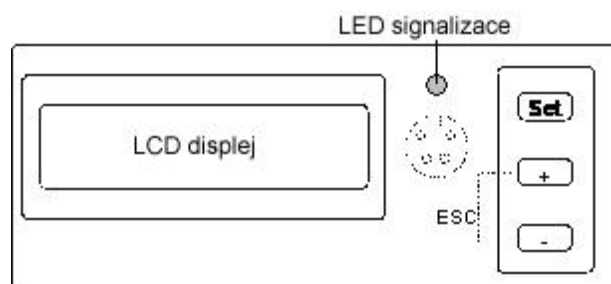 LED signalizace
LCD displej
Set
+
ESC
-